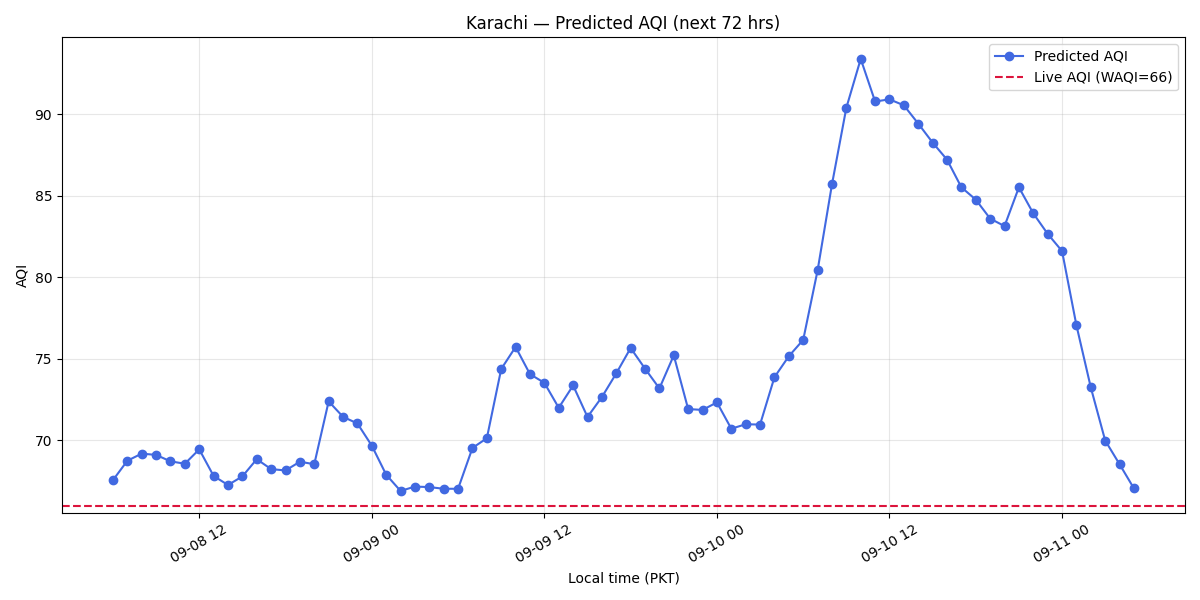 Karachi — Predicted AQI (next 72 hrs)
Predicted AQI
Live AQI (WAQI=66)
90
85
80
75
70
AQI
09-08 12
09-09 00
09-09 12
09-10 00
09-10 12
09-11 00
Local time (PKT)